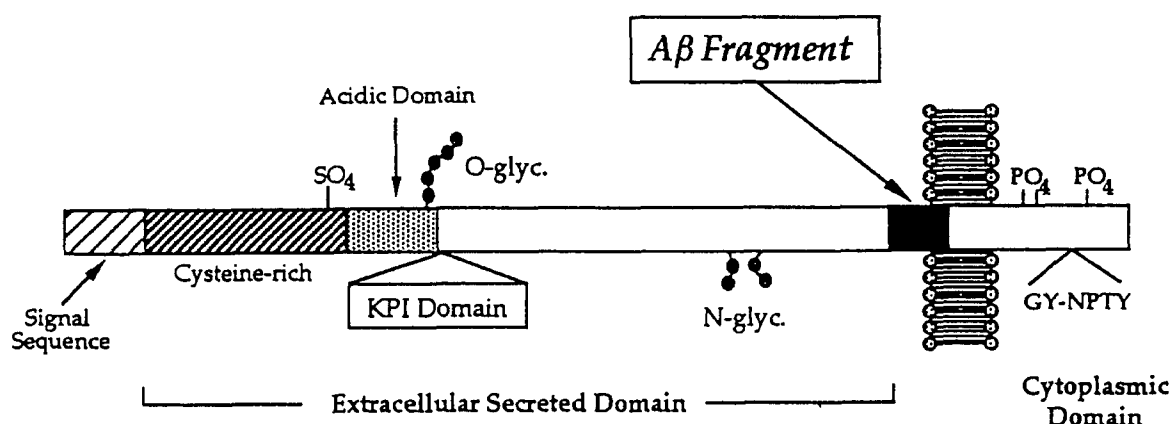 Aβ Fragment
Acidic Domain
O-glyc.
SO₄
PO₄
PO₄
Cysteine-rich
KPI Domain
N-glyc.
GY-NPTY
Signal
Sequence
Extracellular Secreted Domain
Cytoplasmic
Domain